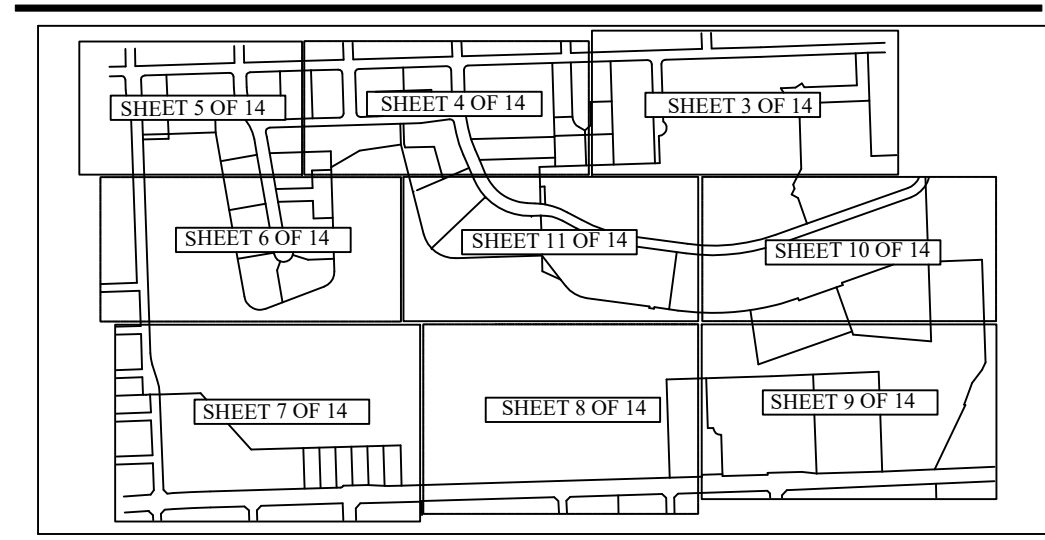 SHEET 5 OF 14
SHEET 4 OF 14
SHEET 3 OF 14
SHEET 6 OF 14
SHEET 11 OF 14
SHEET 10 OF 14
SHEET 7 OF 14
SHEET 8 OF 14
SHEET 9 OF 14